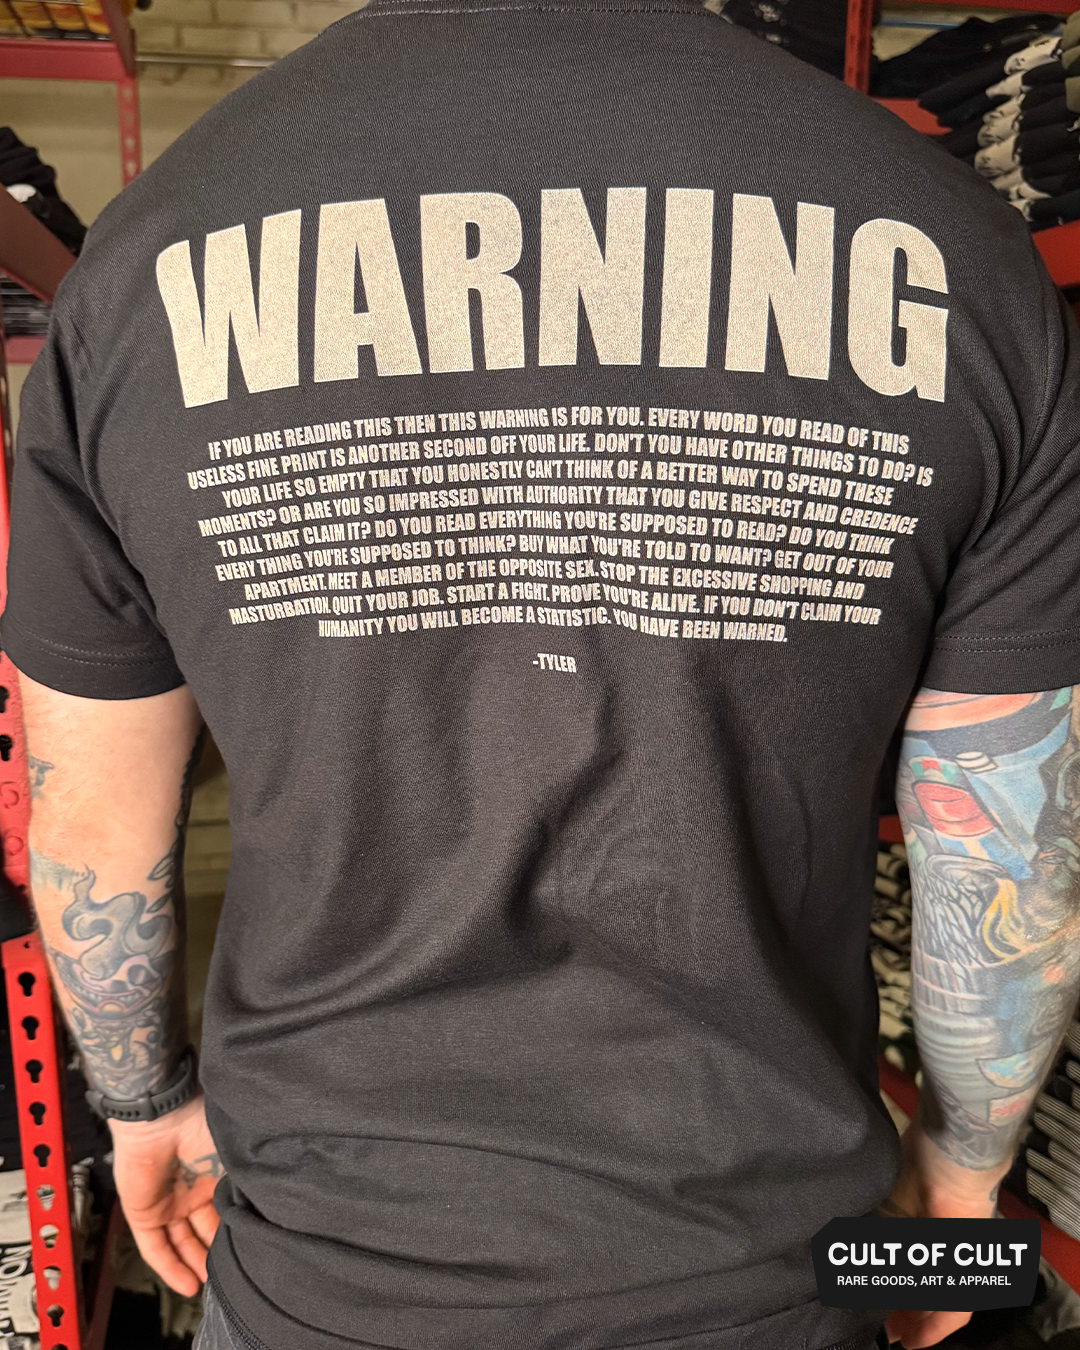 WARNING
IF YOU ARE READING THIS THEN THIS WARNING IS FOR YOU. EVERY WORD YOU READ OF THIS
USELESS FINE PRINT IS ANOTHER SECOND OFF YOUR LIFE. DON'T YOU HAVE OTHER THINGS TO DO? IS
YOUR LIFE SO EMPTY THAT YOU HONESTLY CAN'T THINK OF A BETTER WAY TO SPEND THESE
MOMENTS? OR ARE YOU SO IMPRESSED WITH AUTHORITY THAT YOU GIVE RESPECT AND CREDENCE
TO ALL THAT CLAIM IT? DO YOU READ EVERYTHING YOU'RE SUPPOSED TO READ? DO YOU THINK
EVERY THING YOU'RE SUPPOSED TO THINK? BUY WHAT YOU'RE TOLD TO WANT? GET OUT OF YOUR
APARTMENT. MEET A MEMBER OF THE OPPOSITE SEX. STOP THE EXCESSIVE SHOPPING AND
MASTURBATION. QUIT YOUR JOB. START A FIGHT. PROVE YOU'RE ALIVE. IF YOU DON'T CLAIM YOUR
HUMANITY YOU WILL BECOME A STATISTIC. YOU HAVE BEEN WARNED.
-TYLER
CULT OF CULT
RARE GOODS, ART & APPAREL